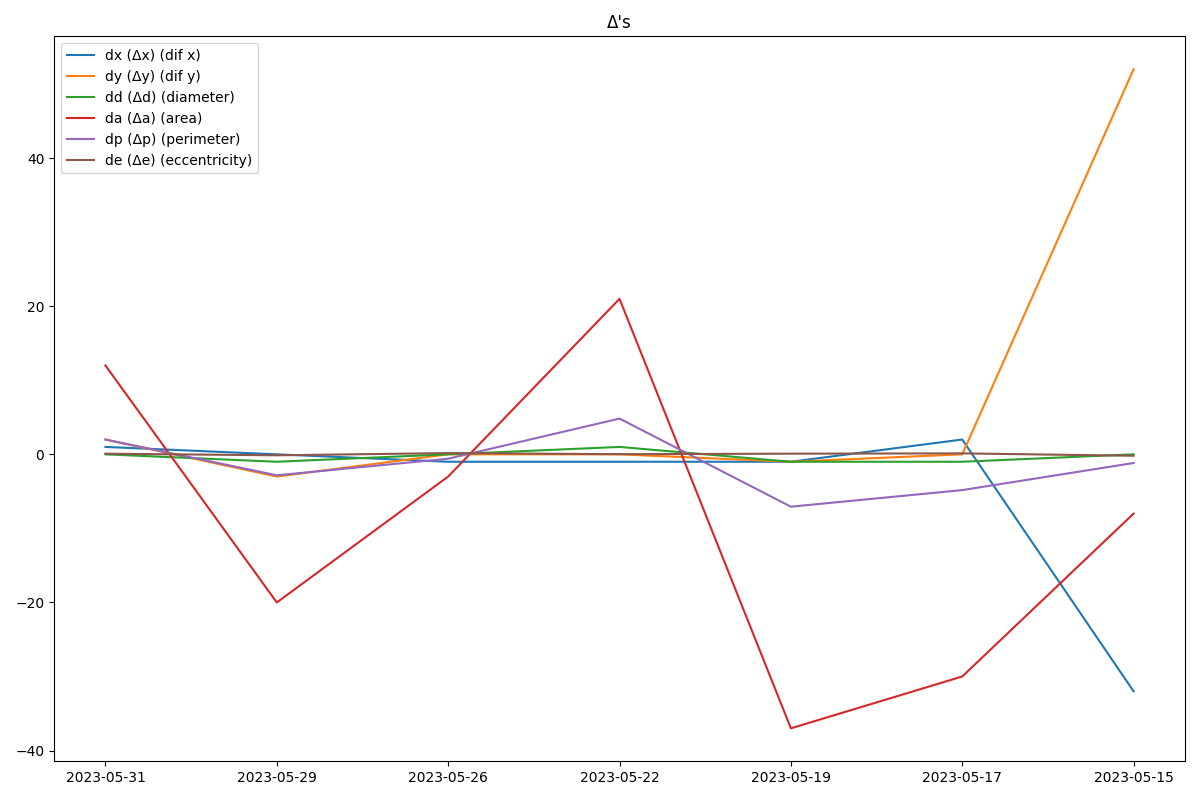 Δ's
dx (Δx) (dif x)
dy (Δy) (dif y)
dd (Δd) (diameter)
da (Δa) (area)
dp (Δp) (perimeter)
de (Δe) (eccentricity)
40
20
0
−20
−40
2023-05-31 2023-05-29 2023-05-26 2023-05-22 2023-05-19 2023-05-17 2023-05-15